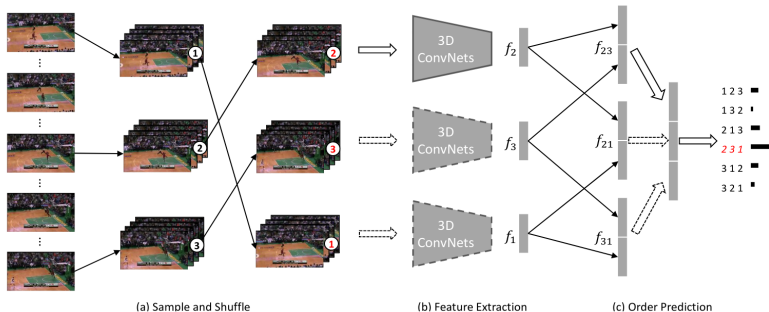 1
2
3
2
3
1
3D
ConvNets
3D
ConvNets
3D
ConvNets
f2
f3
f1
f23
f21
f31
1 2 3
1 3 2
2 1 3
2 3 1
3 1 2
3 2 1
(a) Sample and Shuffle
(b) Feature Extraction
(c) Order Prediction